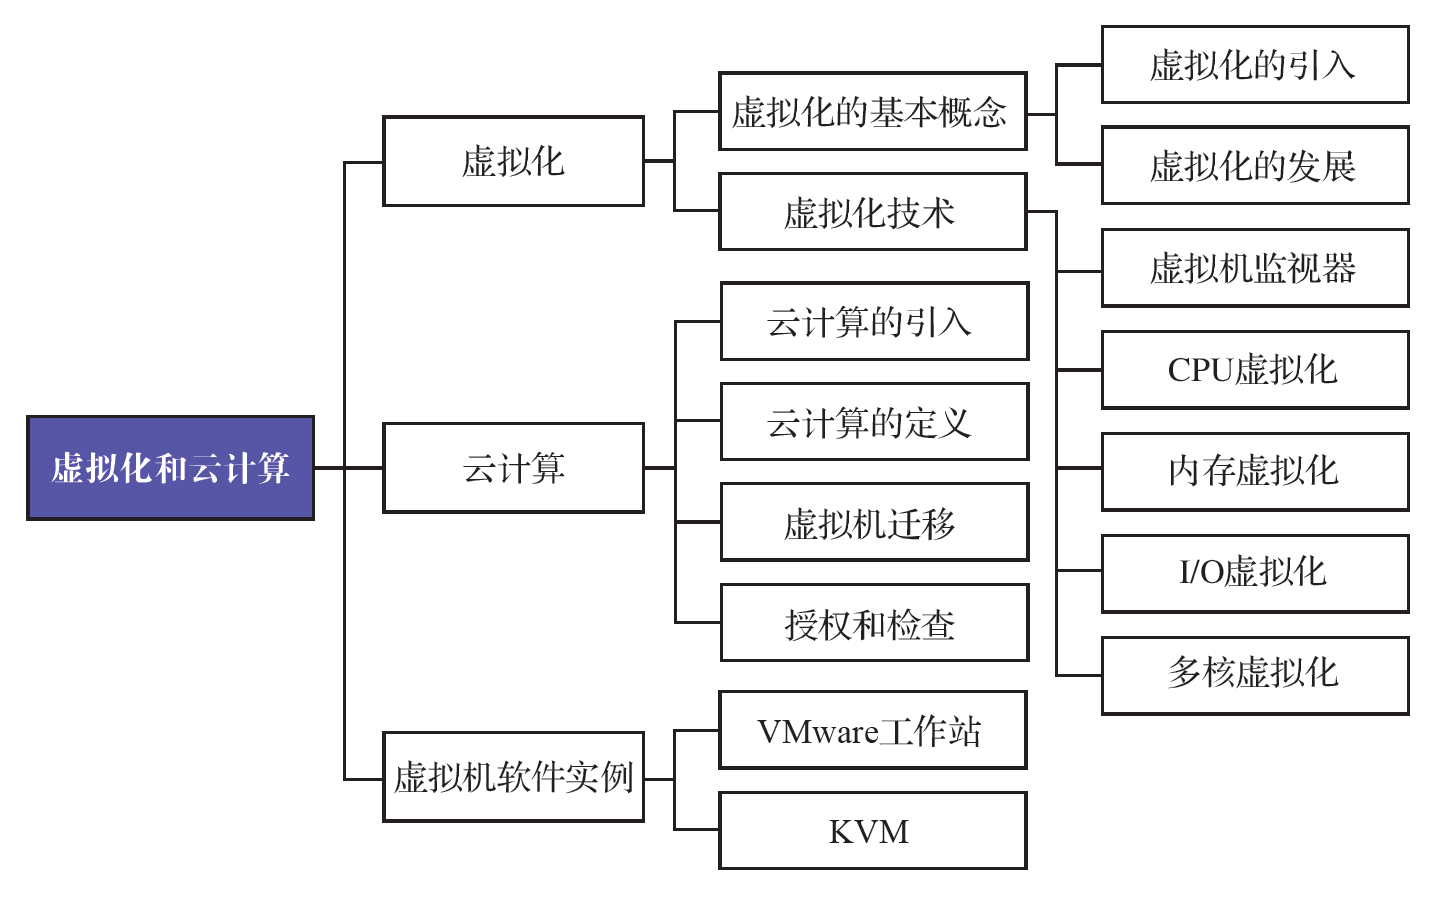 虚拟化和云计算
虚拟化
虚拟化的基本概念
虚拟化的引入
虚拟化的发展
虚拟化技术
虚拟机监视器
CPU虚拟化
内存虚拟化
I/O虚拟化
多核虚拟化
云计算
云计算的引入
云计算的定义
虚拟机迁移
授权和检查
虚拟机软件实例
VMware工作站
KVM